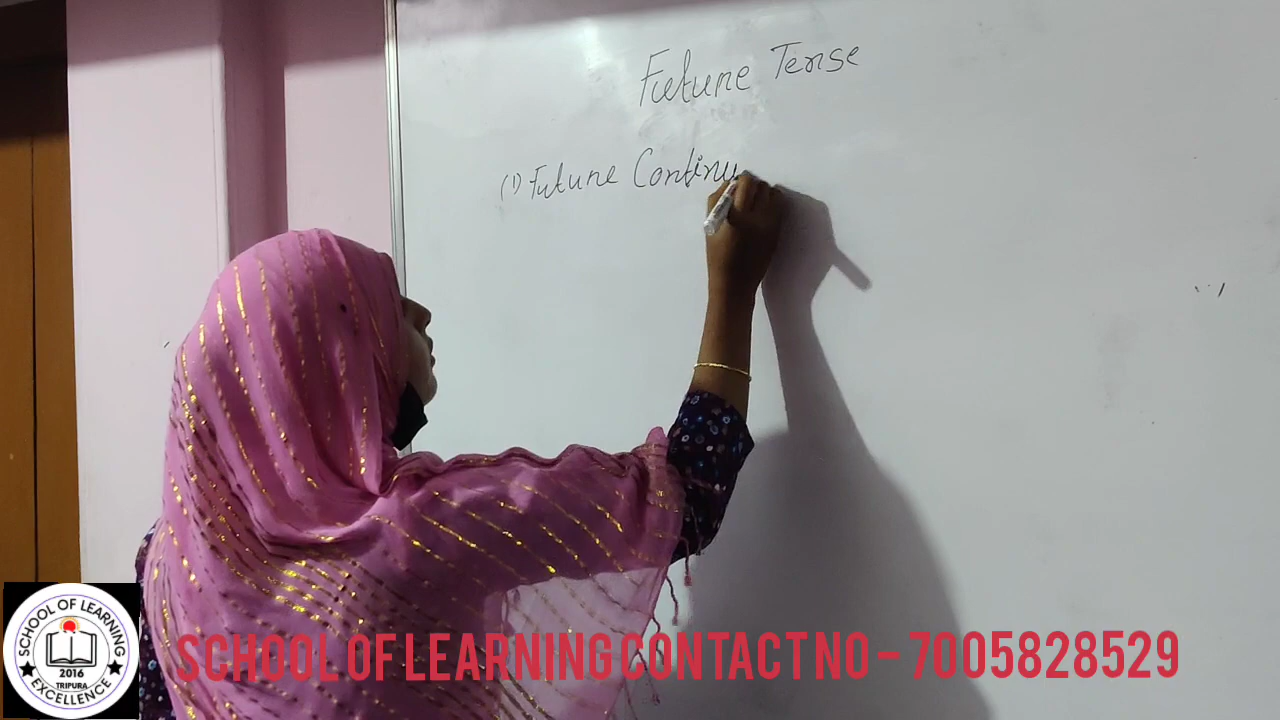 Future Tense
(1) Future Continu
SCHOOL OF LEARNING
2016
TRIPURA
EXCELLENCE
SCHOOL OF LEARNING CONTACT NO - 7005828529